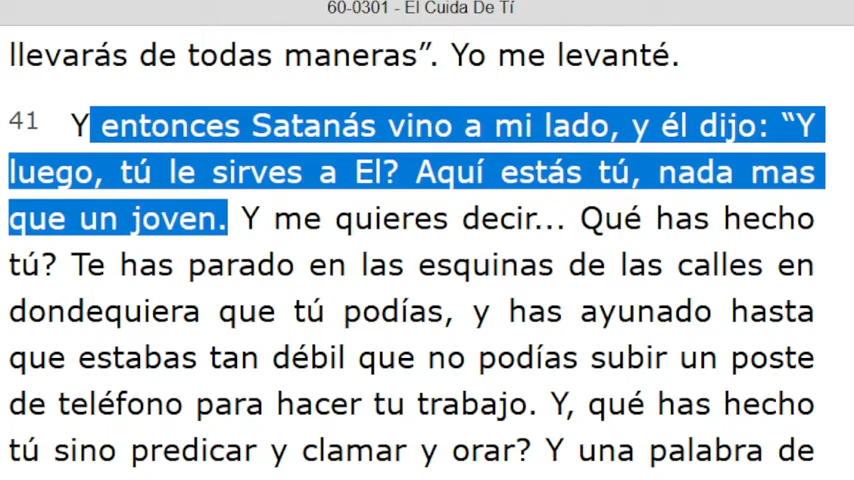 60-0301 - El Cuida De Tí
llevarás de todas maneras”. Yo me levanté.
41 Y entonces Satanás vino a mi lado, y él dijo: “Y
luego, tú le sirves a El? Aquí estás tú, nada mas
que un joven. Y me quieres decir... Qué has hecho
tú? Te has parado en las esquinas de las calles en
dondequiera que tú podías, y has ayunado hasta
que estabas tan débil que no podías subir un poste
de teléfono para hacer tu trabajo. Y, qué has hecho
tú sino predicar y clamar y orar? Y una palabra de